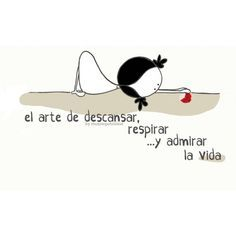 el arte de descansar,
respirar
...y admirar
la vida